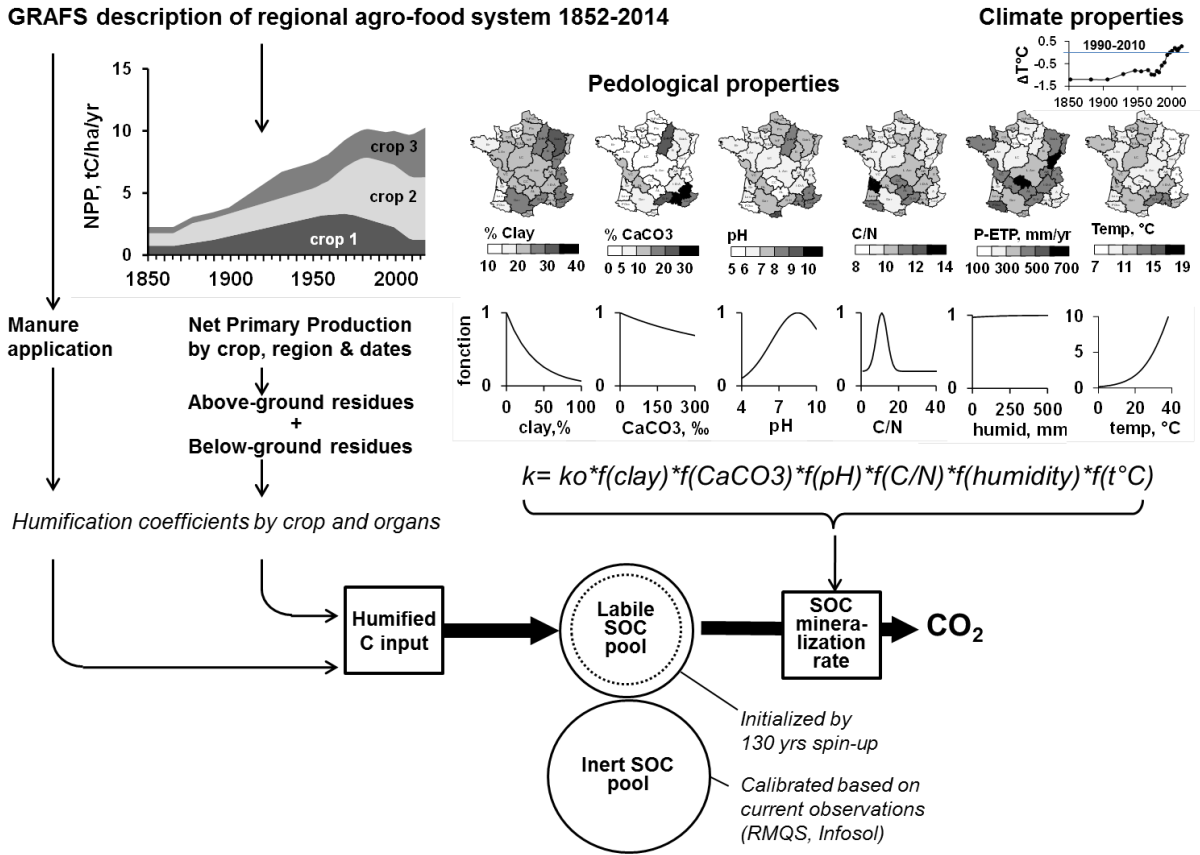 GRAFS description of regional agro-food system 1852-2014
Climate properties
0.5
-0.5
-1.5
ΔT°C
1990-2010
1850 1900 1950 2000
NPP, tC/ha/yr
15
10
5
0
crop 3
crop 2
crop 1
1850 1900 1950 2000
Pedological properties
% Clay
10 20 30 40
% CaCO3
0 5 10 20 30
pH
5 6 7 8 9 10
C/N
8 10 12 14
P-ETP, mm/yr
100 300 500 700
Temp, °C
7 11 15 19
fonction
1
0
0 50 100
clay,%
1
0
0 150 300
CaCO3, ‰
1
0
4 7 10
pH
1
0
0 20 40
C/N
1
0
0 250 500
humid, mm
10
5
0
0 20 40
temp, °C
Manure
application
Net Primary Production
by crop, region & dates
Above-ground residues
+
Below-ground residues
k= ko*f(clay)*f(CaCO3)*f(pH)*f(C/N)*f(humidity)*f(t°C)
Humification coefficients by crop and organs
Humified
C input
Labile
SOC
pool
SOC
minera-
lization
rate
CO2
Initialized by
130 yrs spin-up
Inert SOC
pool
Calibrated based on
current observations
(RMQS, Infosol)